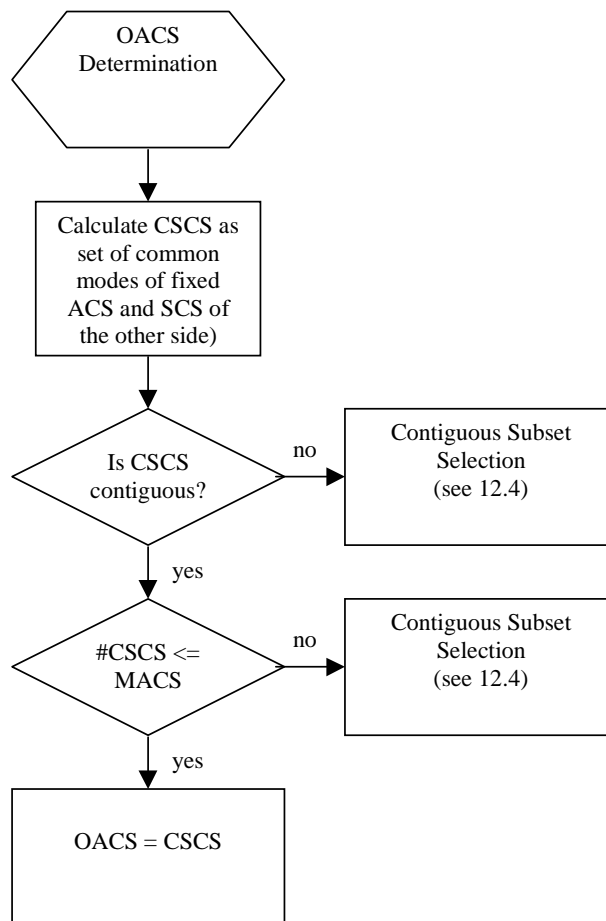 OACS
Determination
Calculate CSCS as
set of common
modes of fixed
ACS and SCS of
the other side)
Is CSCS
contiguous?
no
Contiguous Subset
Selection
(see 12.4)
yes
#CSCS <=
MACS
no
Contiguous Subset
Selection
(see 12.4)
yes
OACS = CSCS